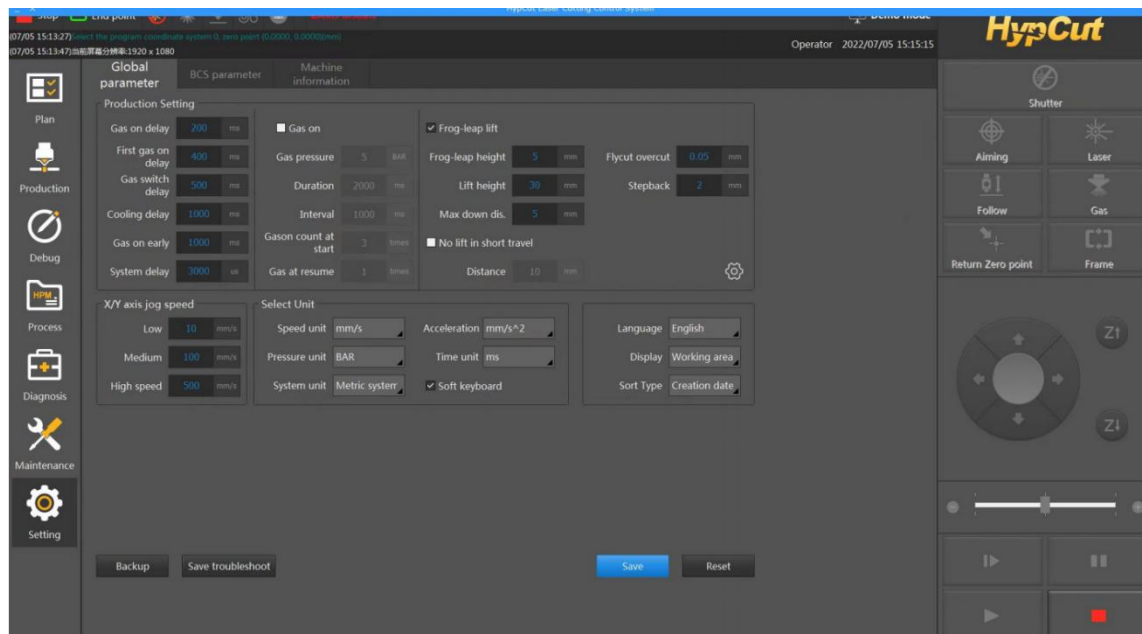 Hypcut Laser Cutting Control System
Stop End point Demo mode
(07/05 15:13:27)Select the program coordinate system:0, zero point (0.0000, 0.0000)(mm)
(07/05 15:13:47)当前屏幕分辨率:1920 x 1080
Operator 2022/07/05 15:15:15
HypCut
Plan
Production
Debug
HPM
Process
Diagnosis
Maintenance
Setting
Global parameter
BCS parameter
Machine information
Production Setting
Gas on delay 200 ms
First gas on delay 400 ms
Gas switch delay 500 ms
Cooling delay 1000 ms
Gas on early 1000 ms
System delay 3000 us
Gas on
Gas pressure 5 BAR
Duration 2000 ms
Interval 1000 ms
Gason count at start 3 times
Gas at resume 1 times
Frog-leap lift
Frog-leap height 5 mm
Lift height 30 mm
Max down dis. 5 mm
No lift in short travel
Distance 10 mm
Flycut overcut 0.05 mm
Stepback 2 mm
X/Y axis jog speed
Low 10 mm/s
Medium 100 mm/s
High speed 500 mm/s
Select Unit
Speed unit mm/s
Pressure unit BAR
System unit Metric system
Acceleration mm/s^2
Time unit ms
Soft keyboard
Language English
Display Working area
Sort Type Creation date
Backup
Save troubleshoot
Save
Reset
Shutter
Aiming
Laser
Follow
Gas
Return Zero point
Frame
Z↑
Z↓